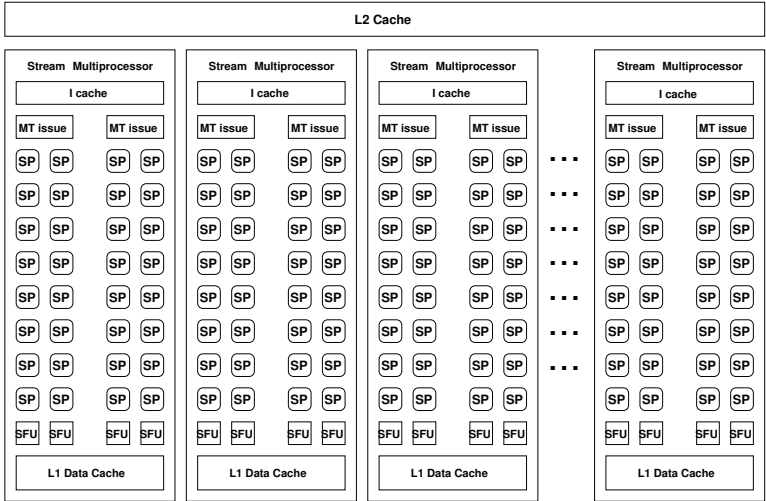 L2 Cache
Stream Multiprocessor Stream Multiprocessor Stream Multiprocessor Stream Multiprocessor
I cache I cache I cache I cache
MT issue MT issue MT issue MT issue MT issue MT issue MT issue MT issue
SP SP SP SP SP SP SP SP SP SP SP SP ... SP SP SP SP
SP SP SP SP SP SP SP SP SP SP SP SP ... SP SP SP SP
SP SP SP SP SP SP SP SP SP SP SP SP ... SP SP SP SP
SP SP SP SP SP SP SP SP SP SP SP SP ... SP SP SP SP
SP SP SP SP SP SP SP SP SP SP SP SP ... SP SP SP SP
SP SP SP SP SP SP SP SP SP SP SP SP ... SP SP SP SP
SP SP SP SP SP SP SP SP SP SP SP SP ... SP SP SP SP
SP SP SP SP SP SP SP SP SP SP SP SP SP SP SP SP
SFU SFU SFU SFU SFU SFU SFU SFU SFU SFU SFU SFU SFU SFU SFU SFU
L1 Data Cache L1 Data Cache L1 Data Cache L1 Data Cache